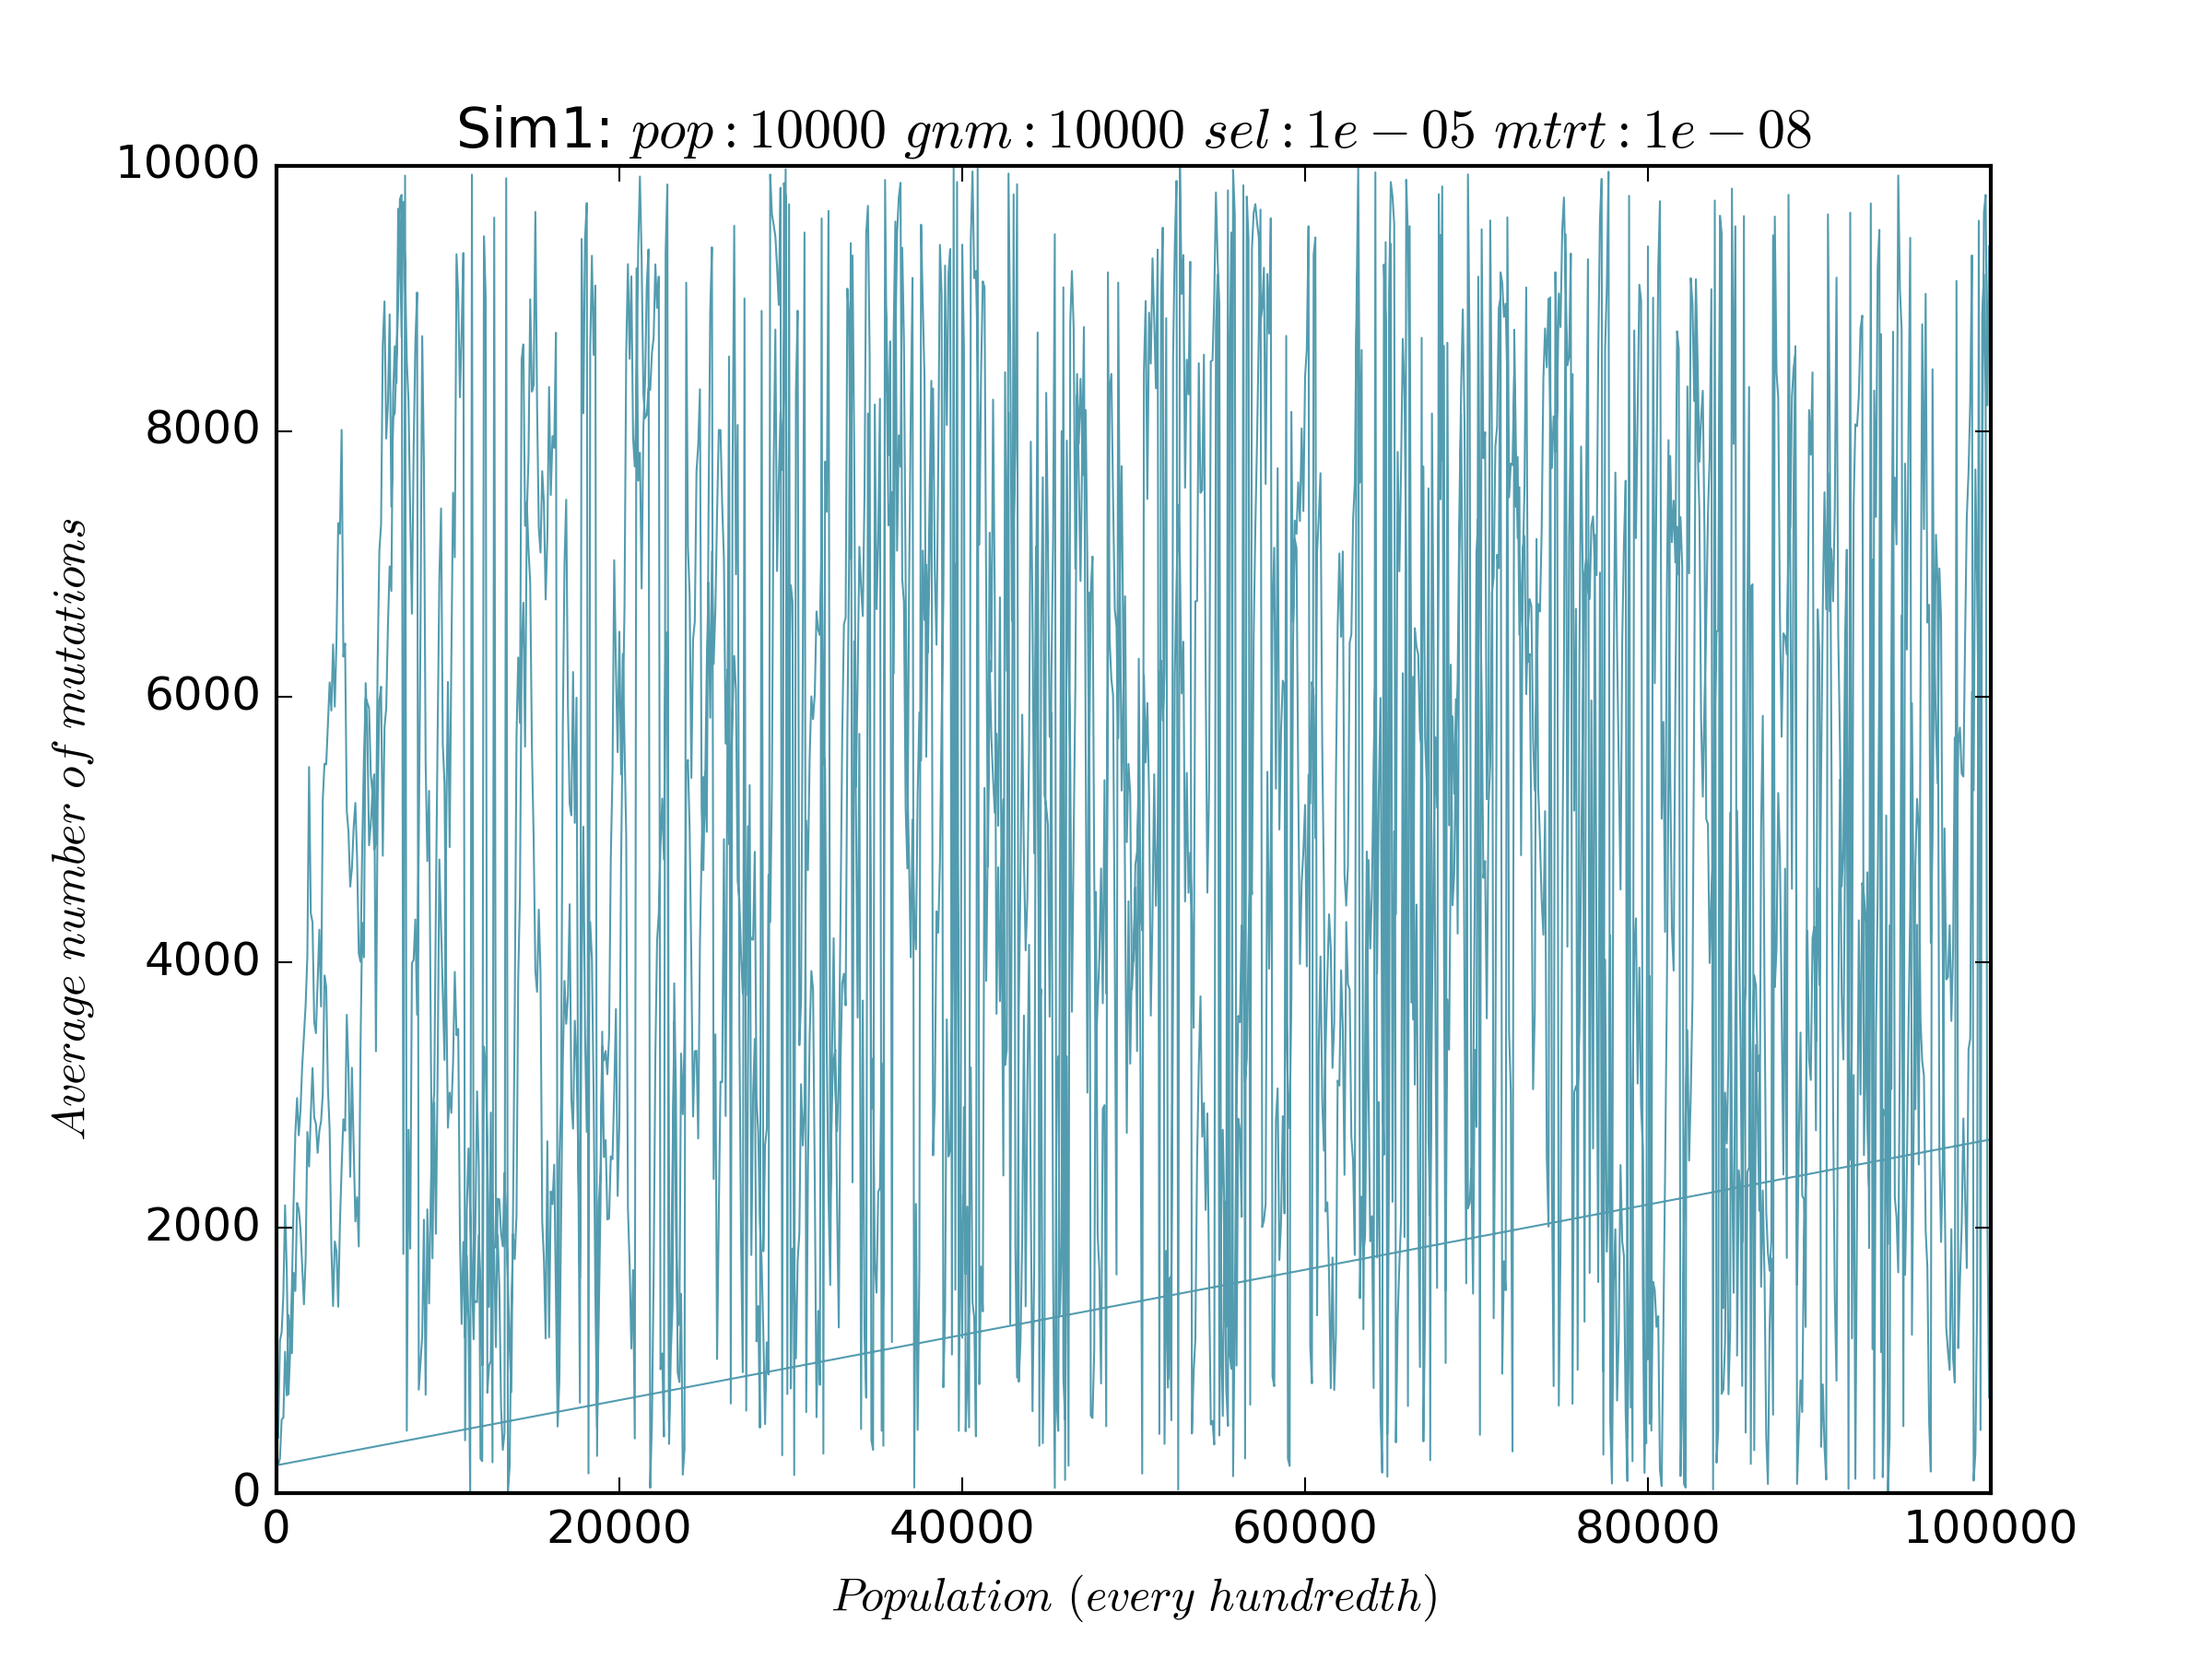 Sim1: pop : 10000 gnm : 10000 sel : 1e − 05 mtrt : 1e − 08
10000
8000
6000
4000
2000
0
Average number of mutations
0 20000 40000 60000 80000 100000
Population (every hundredth)